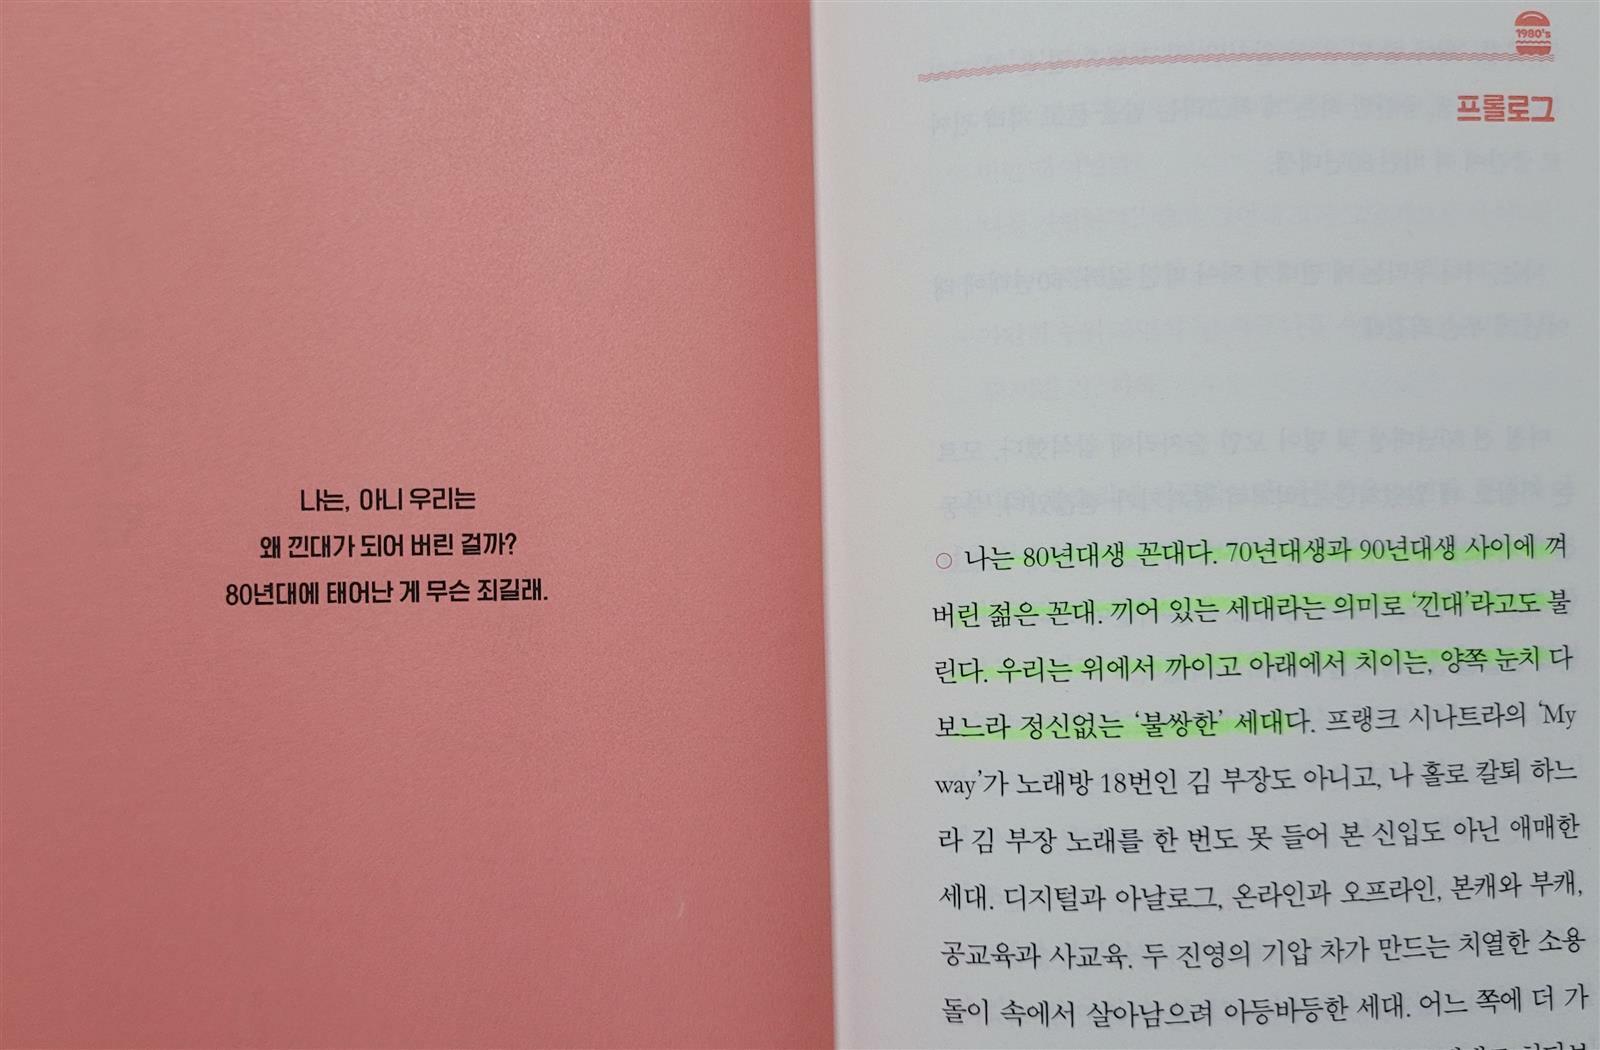 나는, 아니 우리는
왜 낀대가 되어 버린 걸까?
80년대에 태어난 게 무슨 죄길래.
1980's
프롤로그
나는 80년대생 꼰대다. 70년대생과 90년대생 사이에 껴
버린 젊은 꼰대. 끼어 있는 세대라는 의미로 ‘낀대’라고도 불
린다. 우리는 위에서 까이고 아래에서 치이는, 양쪽 눈치 다
보느라 정신없는 ‘불쌍한’ 세대다. 프랭크 시나트라의 ‘My
way’가 노래방 18번인 김 부장도 아니고, 나 홀로 칼퇴 하느
라 김 부장 노래를 한 번도 못 들어 본 신입도 아닌 애매한
세대. 디지털과 아날로그, 온라인과 오프라인, 본캐와 부캐,
공교육과 사교육. 두 진영의 기압 차가 만드는 치열한 소용
돌이 속에서 살아남으려 아등바등한 세대. 어느 쪽에 더 가